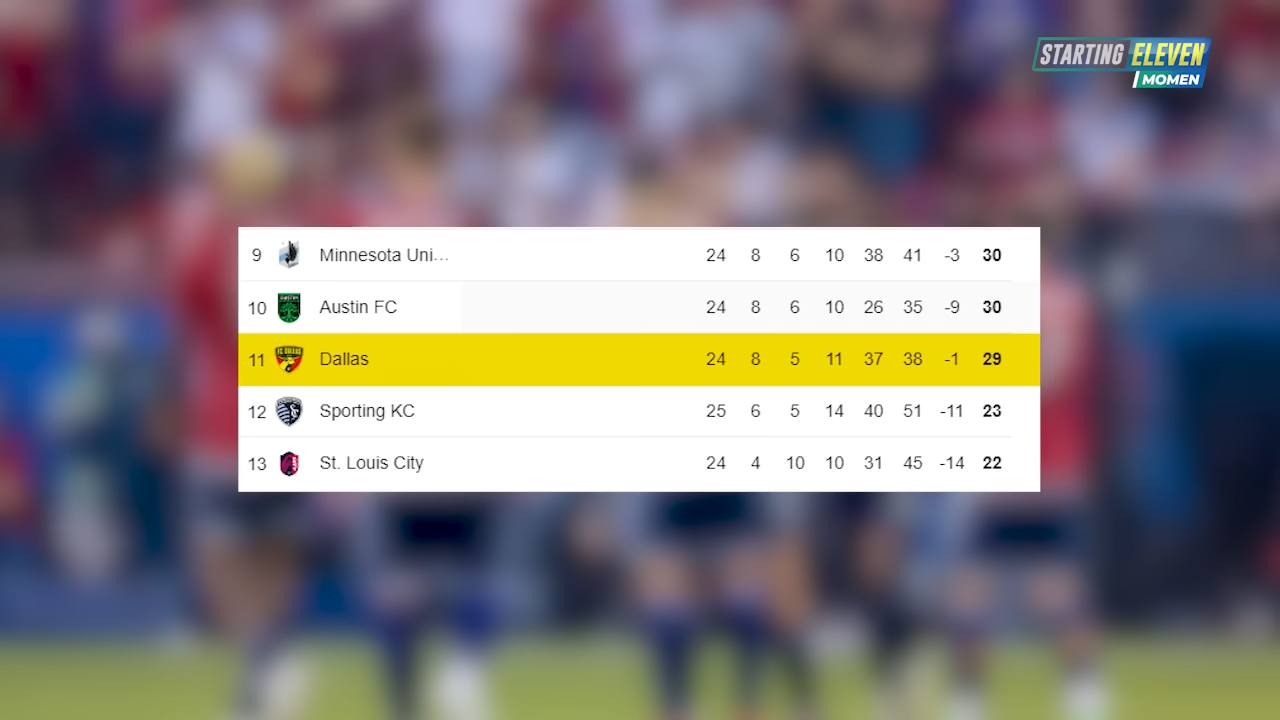 STARTING ELEVEN
MOMEN
9 Minnesota Uni... 24 8 6 10 38 41 -3 30
10 Austin FC 24 8 6 10 26 35 -9 30
11 Dallas 24 8 5 11 37 38 -1 29
12 Sporting KC 25 6 5 14 40 51 -11 23
13 St. Louis City 24 4 10 10 31 45 -14 22